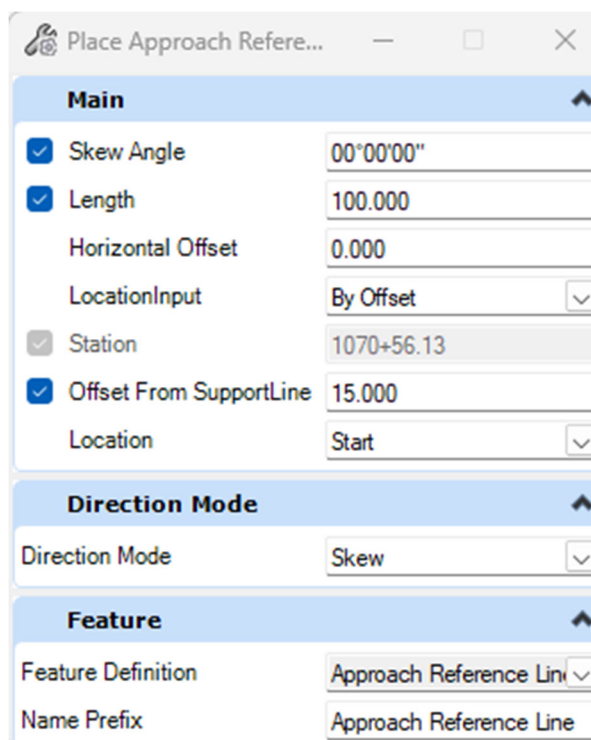 Place Approach Refere...
Main
Skew Angle 00°00'00"
Length 100.000
Horizontal Offset 0.000
LocationInput By Offset
Station 1070+56.13
Offset From SupportLine 15.000
Location Start
Direction Mode
Direction Mode Skew
Feature
Feature Definition Approach Reference Line
Name Prefix Approach Reference Line